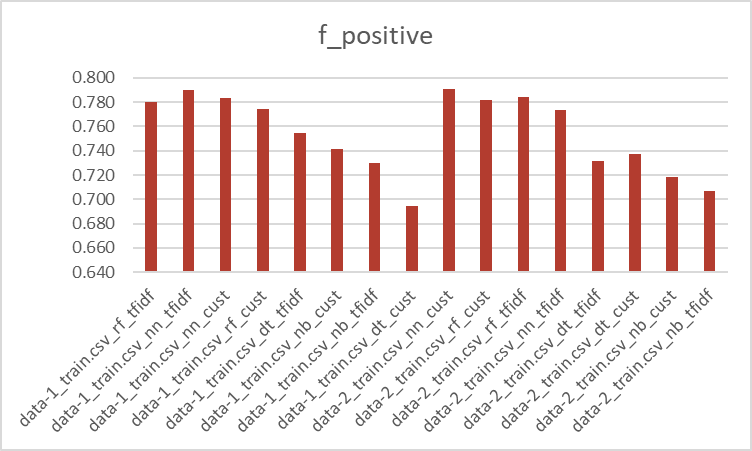 f_positive
0.800
0.780
0.760
0.740
0.720
0.700
0.680
0.660
0.640
data-1_train.csv_rf_tfidf
data-1_train.csv_nn_tfidf
data-1_train.csv_nn_cust
data-1_train.csv_rf_cust
data-1_train.csv_dt_tfidf
data-1_train.csv_nb_cust
data-1_train.csv_nb_tfidf
data-1_train.csv_dt_cust
data-2_train.csv_nn_cust
data-2_train.csv_rf_cust
data-2_train.csv_rf_tfidf
data-2_train.csv_nn_tfidf
data-2_train.csv_dt_tfidf
data-2_train.csv_dt_cust
data-2_train.csv_nb_cust
data-2_train.csv_nb_tfidf